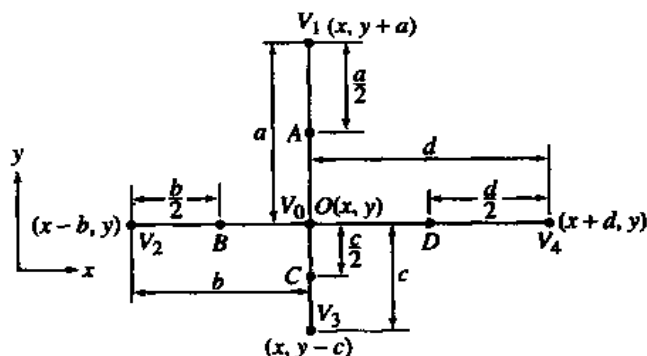 V₁ (x, y + a)
a/2
a
A
d
y
b/2
d/2
(x − b, y)
V₀
O(x, y)
(x + d, y)
V₂
B
D
V₄
x
C
c/2
c
b
V₃
(x, y − c)